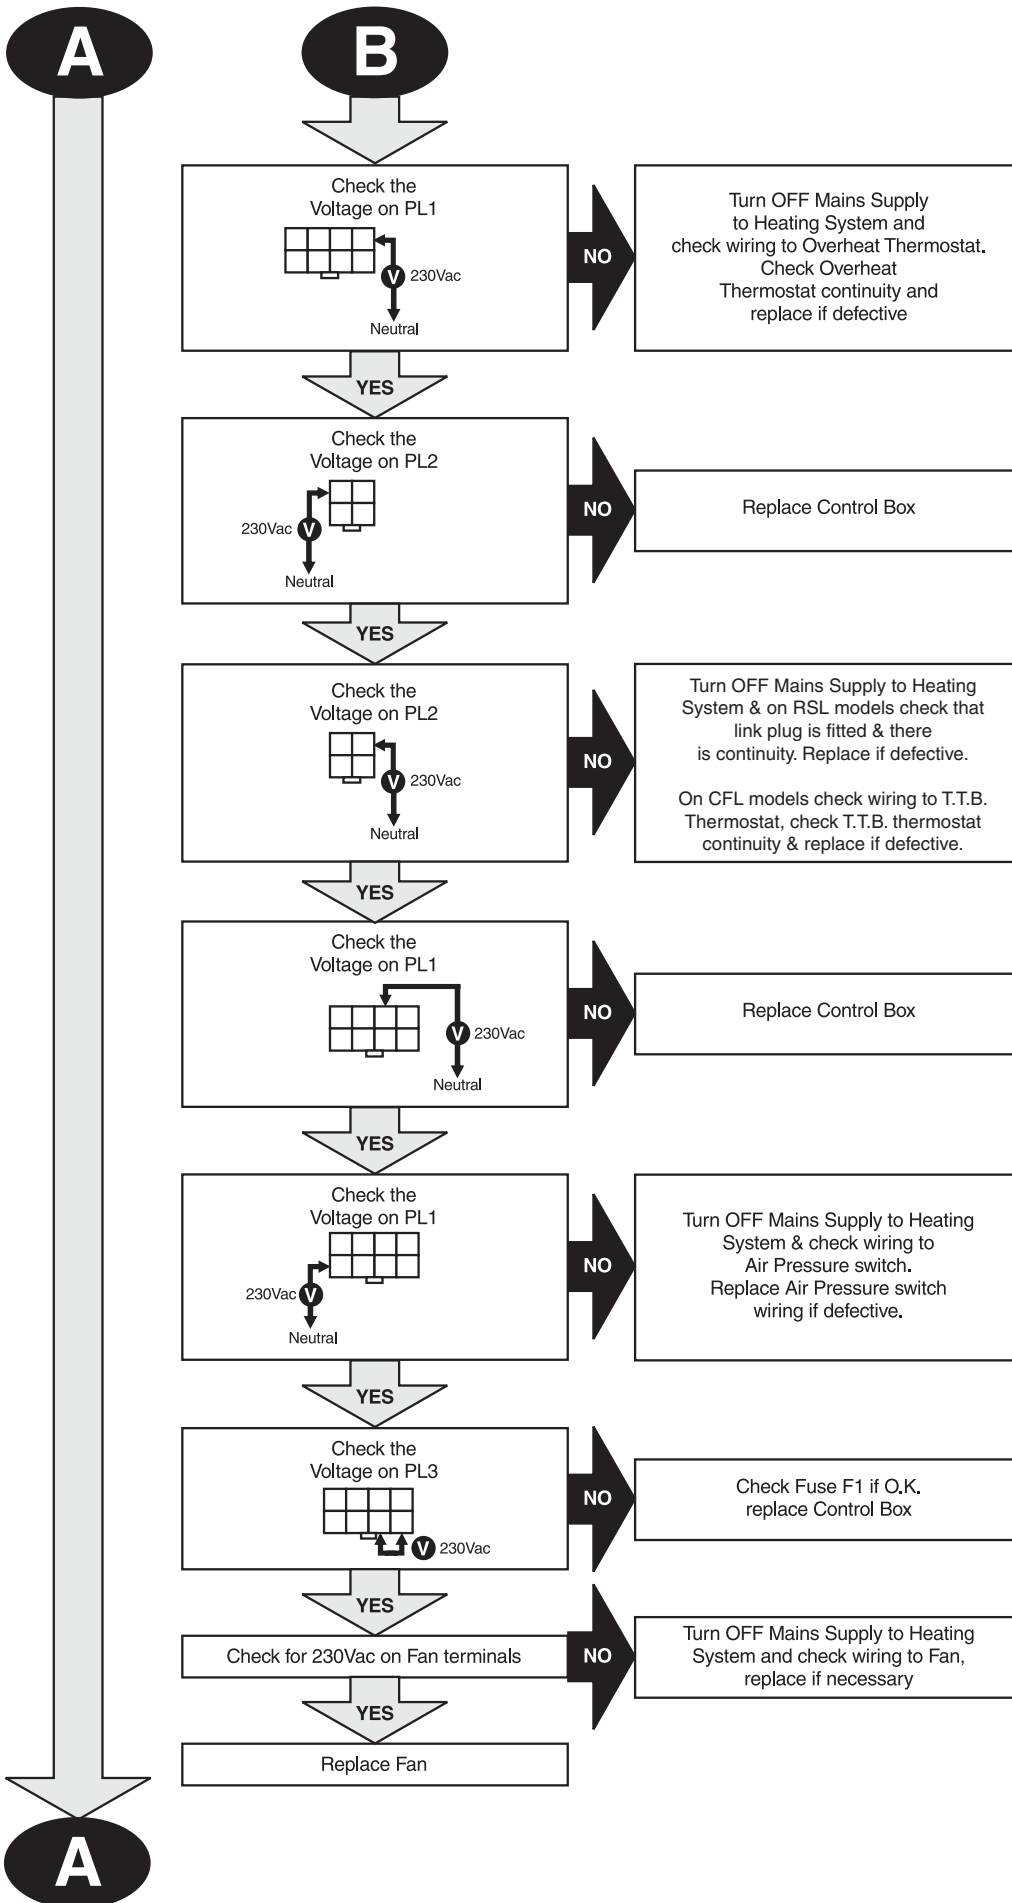 A
B
Check the
Voltage on PL1
V 230Vac
Neutral
NO
Turn OFF Mains Supply
to Heating System and
check wiring to Overheat Thermostat.
Check Overheat
Thermostat continuity and
replace if defective
YES
Check the
Voltage on PL2
230Vac V
Neutral
NO
Replace Control Box
YES
Check the
Voltage on PL2
V 230Vac
Neutral
NO
Turn OFF Mains Supply to Heating
System & on RSL models check that
link plug is fitted & there
is continuity. Replace if defective.
On CFL models check wiring to T.T.B.
Thermostat, check T.T.B. thermostat
continuity & replace if defective.
YES
Check the
Voltage on PL1
V 230Vac
Neutral
NO
Replace Control Box
YES
Check the
Voltage on PL1
230Vac V
Neutral
NO
Turn OFF Mains Supply to Heating
System & check wiring to
Air Pressure switch.
Replace Air Pressure switch
wiring if defective.
YES
Check the
Voltage on PL3
V 230Vac
NO
Check Fuse F1 if O.K.
replace Control Box
YES
Check for 230Vac on Fan terminals
NO
Turn OFF Mains Supply to Heating
System and check wiring to Fan,
replace if necessary
YES
Replace Fan
A